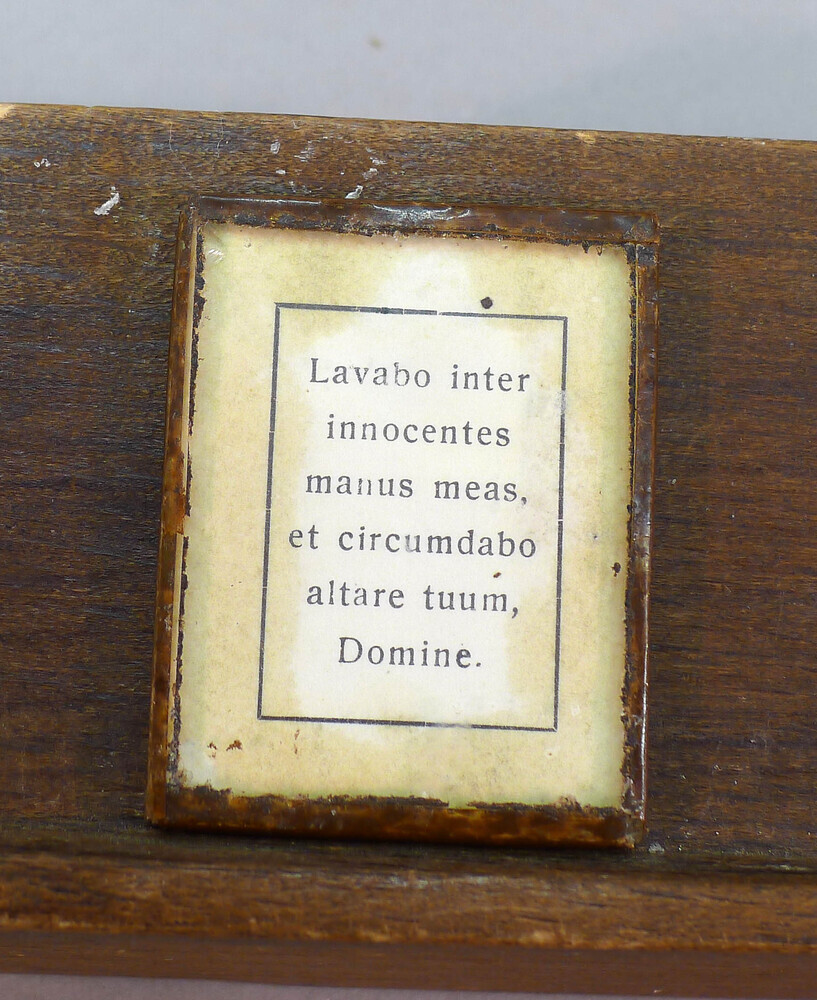 Lavabo inter
innocentes
manus meas,
et circumdabo
altare tuum,
Domine.